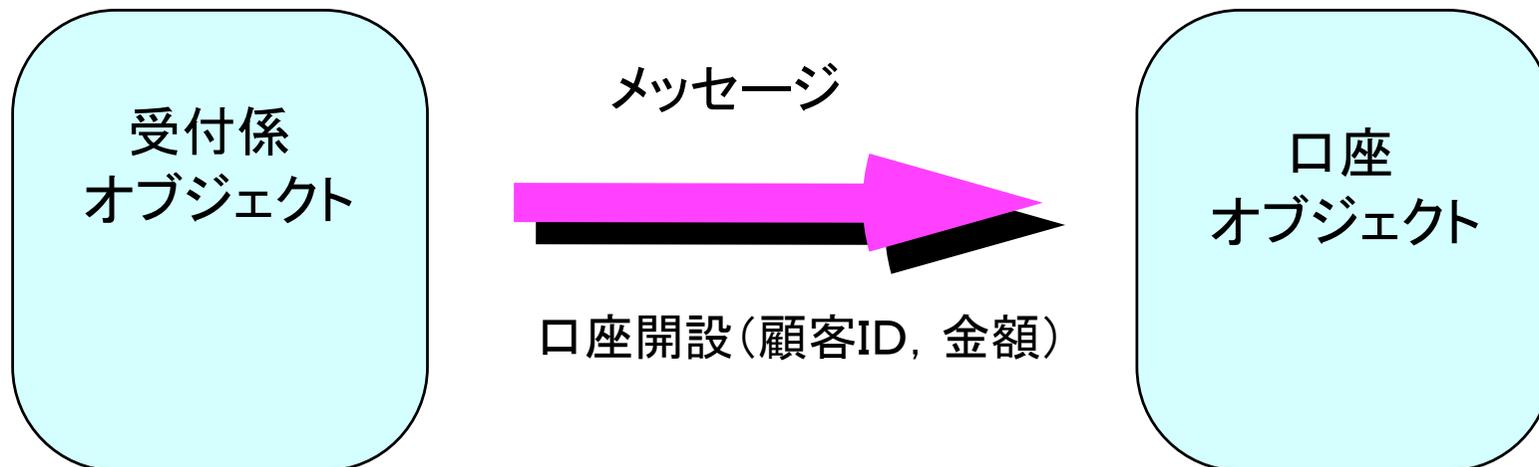 受付係
オブジェクト
メッセージ
口座開設（顧客ID，金額）
口座
オブジェクト